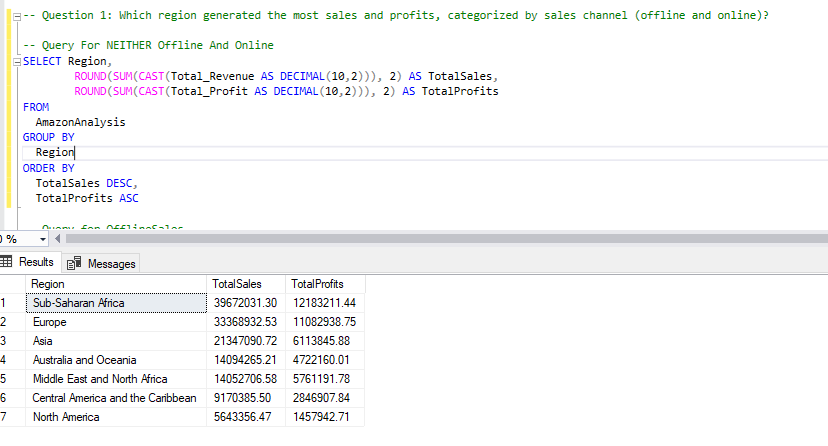 -- Question 1: Which region generated the most sales and profits, categorized by sales channel (offline and online)?
-- Query For NEITHER Offline And Online
SELECT Region,
ROUND(SUM(CAST(Total_Revenue AS DECIMAL(10,2))), 2) AS TotalSales,
ROUND(SUM(CAST(Total_Profit AS DECIMAL(10,2))), 2) AS TotalProfits
FROM
AmazonAnalysis
GROUP BY
Region
ORDER BY
TotalSales DESC,
TotalProfits ASC
Query for OfflineSales
%
Results Messages
Region TotalSales TotalProfits
1 Sub-Saharan Africa 39672031.30 12183211.44
2 Europe 33368932.53 11082938.75
3 Asia 21347090.72 6113845.88
4 Australia and Oceania 14094265.21 4722160.01
5 Middle East and North Africa 14052706.58 5761191.78
6 Central America and the Caribbean 9170385.50 2846907.84
7 North America 5643356.47 1457942.71